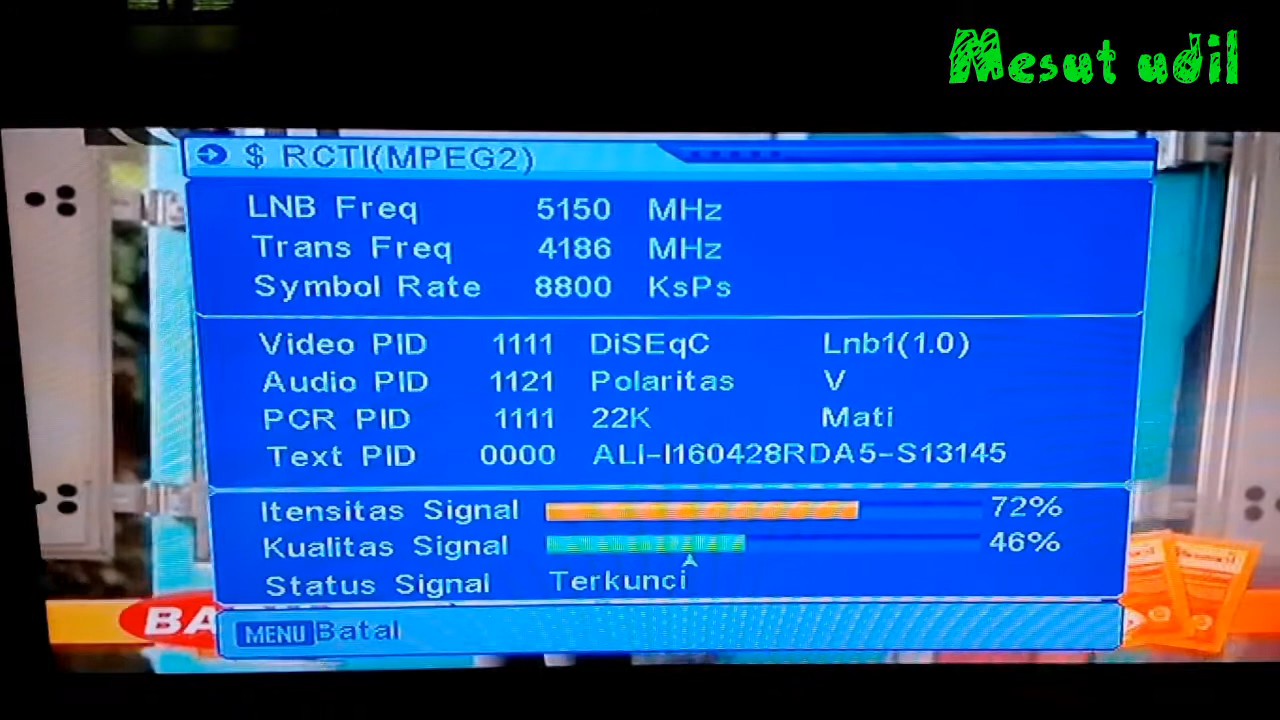 Mesut udil
$ RCTI(MPEG2)
LNB Freq 5150 MHz
Trans Freq 4186 MHz
Symbol Rate 8800 KsPs
Video PID 1111 DiSEqC Lnb1(1.0)
Audio PID 1121 Polaritas V
PCR PID 1111 22K Mati
Text PID 0000 ALI-I160428RDA5-S13145
Itensitas Signal 72%
Kualitas Signal 46%
Status Signal Terkunci
BA
MENU Batal